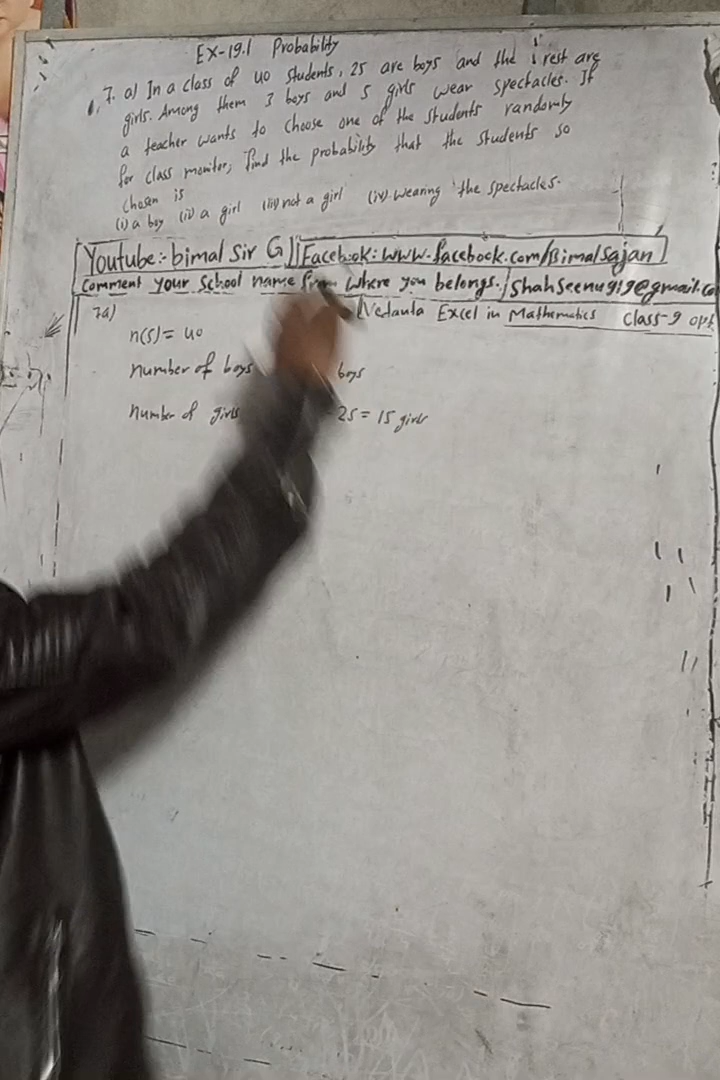 EX-19.1 Probability
7. a) In a class of 40 students, 25 are boys and the rest are
girls. Among them 3 boys and 5 girls wear spectacles. If
a teacher wants to choose one of the students randomly
for class monitor, find the probability that the students so
chosen is
(i) a boy (ii) a girl (iii) not a girl (iv) wearing the spectacles.
Youtube:- bimal Sir G || Facebook: www.facebook.com/Bimalsajan
Comment your School name from where you belongs. / Shahseenu919@gmail.co
7a) Vedanta Excel in Mathematics Class-9 opt
n(S) = 40
number of boys boys
number of girls 25 = 15 girls